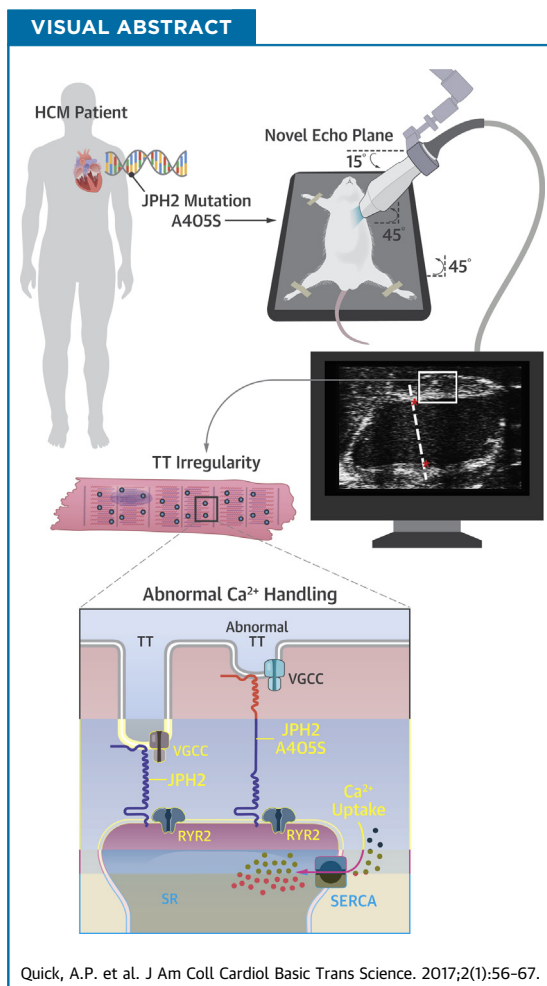 VISUAL ABSTRACT
HCM Patient
JPH2 Mutation
A405S
Novel Echo Plane
15°
45°
45°
TT Irregularity
Abnormal Ca²⁺ Handling
TT
Abnormal
TT
VGCC
VGCC
JPH2
A405S
JPH2
Ca²⁺
Uptake
RYR2
RYR2
SR
SERCA
Quick, A.P. et al. J Am Coll Cardiol Basic Trans Science. 2017;2(1):56–67.